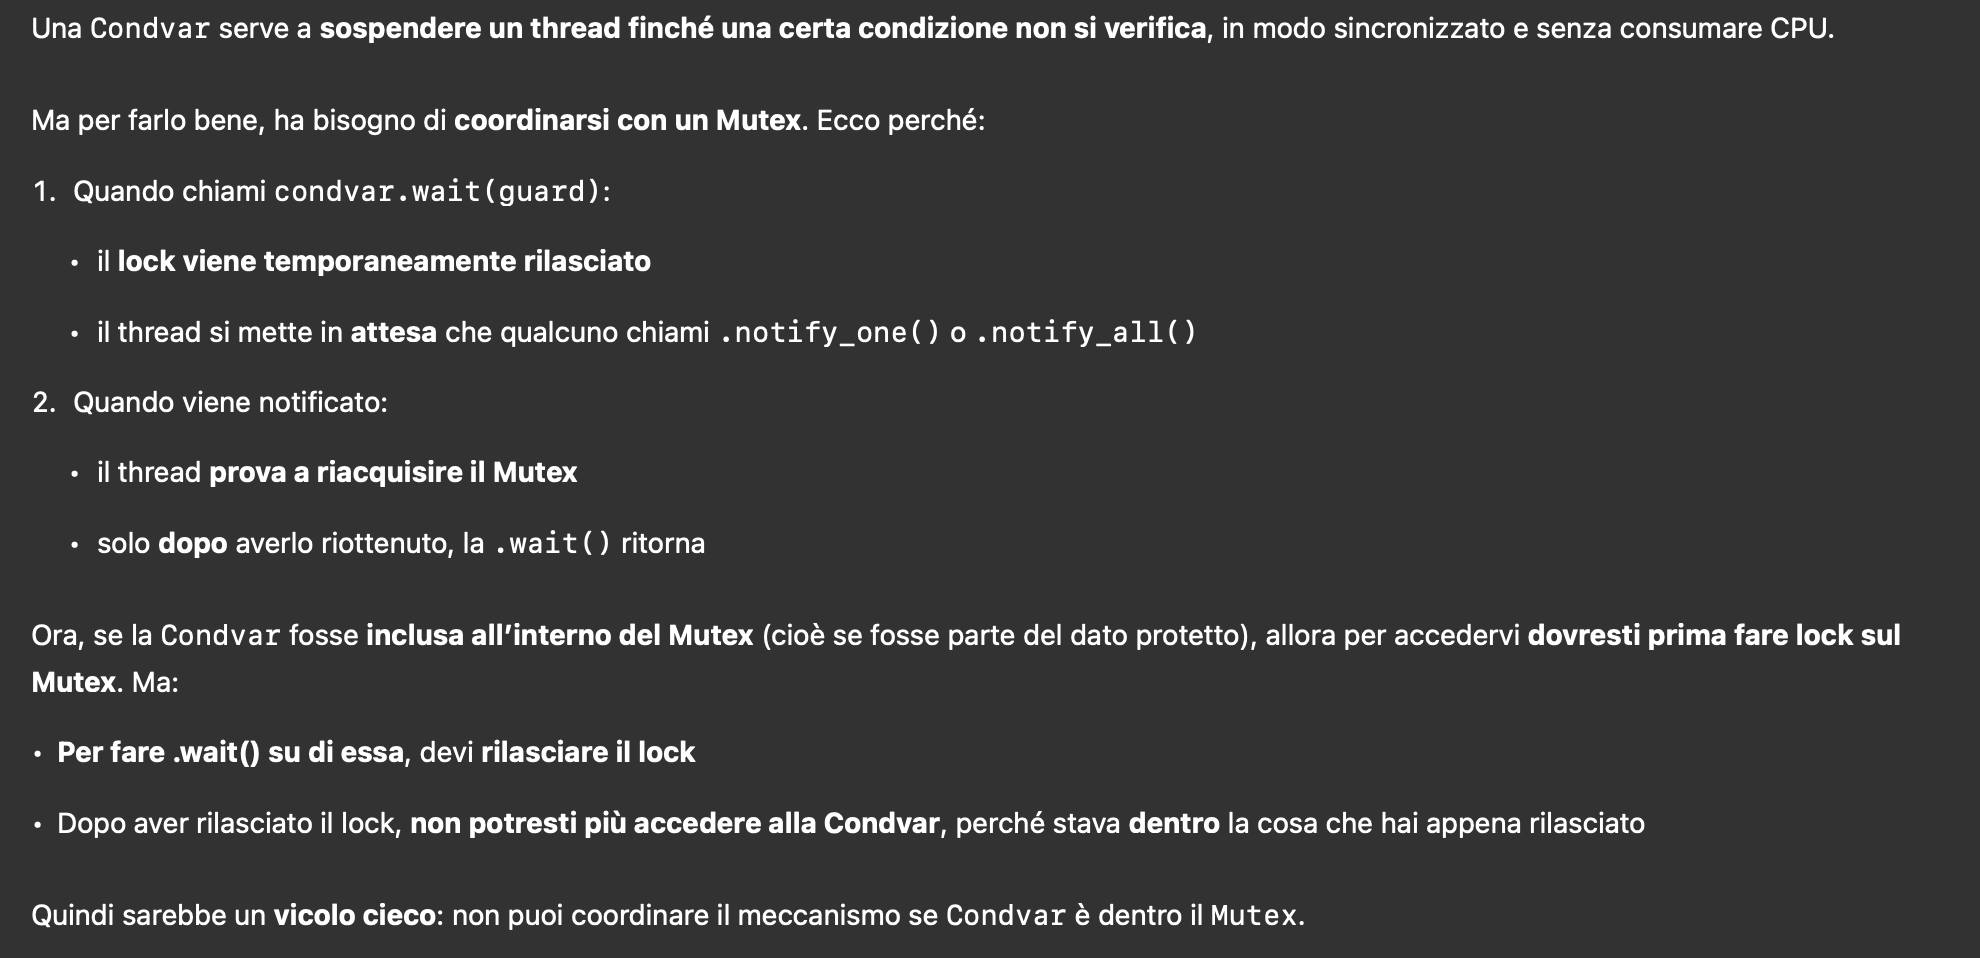 Una Condvar serve a sospendere un thread finché una certa condizione non si verifica, in modo sincronizzato e senza consumare CPU.
Ma per farlo bene, ha bisogno di coordinarsi con un Mutex. Ecco perché:
1. Quando chiami condvar.wait(guard):
• il lock viene temporaneamente rilasciato
• il thread si mette in attesa che qualcuno chiami .notify_one() o .notify_all()
2. Quando viene notificato:
• il thread prova a riacquisire il Mutex
• solo dopo averlo riottenuto, la .wait() ritorna
Ora, se la Condvar fosse inclusa all’interno del Mutex (cioè se fosse parte del dato protetto), allora per accedervi dovresti prima fare lock sul
Mutex. Ma:
• Per fare .wait() su di essa, devi rilasciare il lock
• Dopo aver rilasciato il lock, non potresti più accedere alla Condvar, perché stava dentro la cosa che hai appena rilasciato
Quindi sarebbe un vicolo cieco: non puoi coordinare il meccanismo se Condvar è dentro il Mutex.